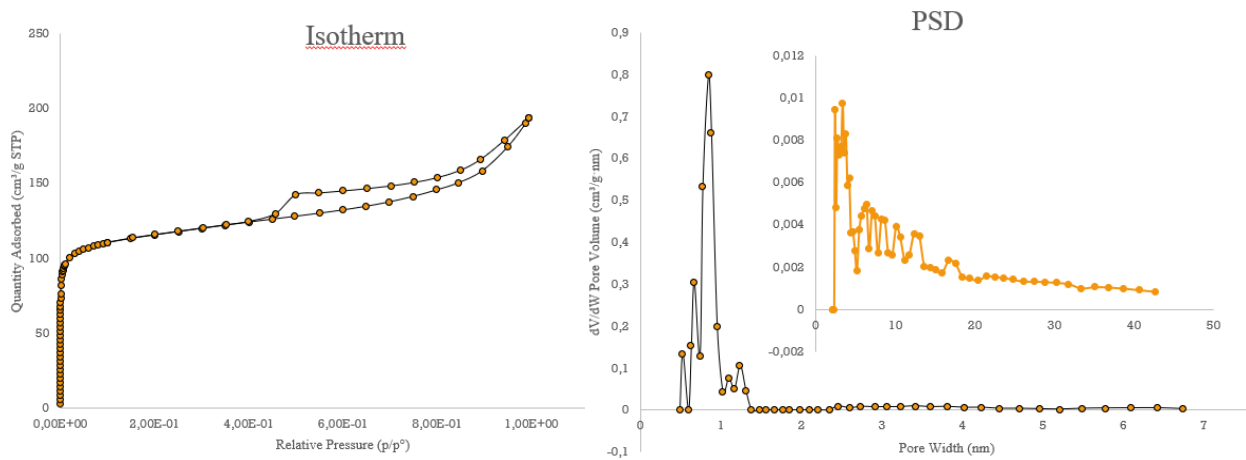 Isotherm
250
200
150
100
50
0
Quantity Adsorbed (cm³/g STP)
0,00E+00 2,00E-01 4,00E-01 6,00E-01 8,00E-01 1,00E+00
Relative Pressure (p/p°)
PSD
0,9
0,8
0,7
0,6
0,5
0,4
0,3
0,2
0,1
0
-0,1
dV/dW Pore Volume (cm³/g·nm)
0 1 2 3 4 5 6 7
Pore Width (nm)
0,012
0,01
0,008
0,006
0,004
0,002
0
-0,002
0 10 20 30 40 50